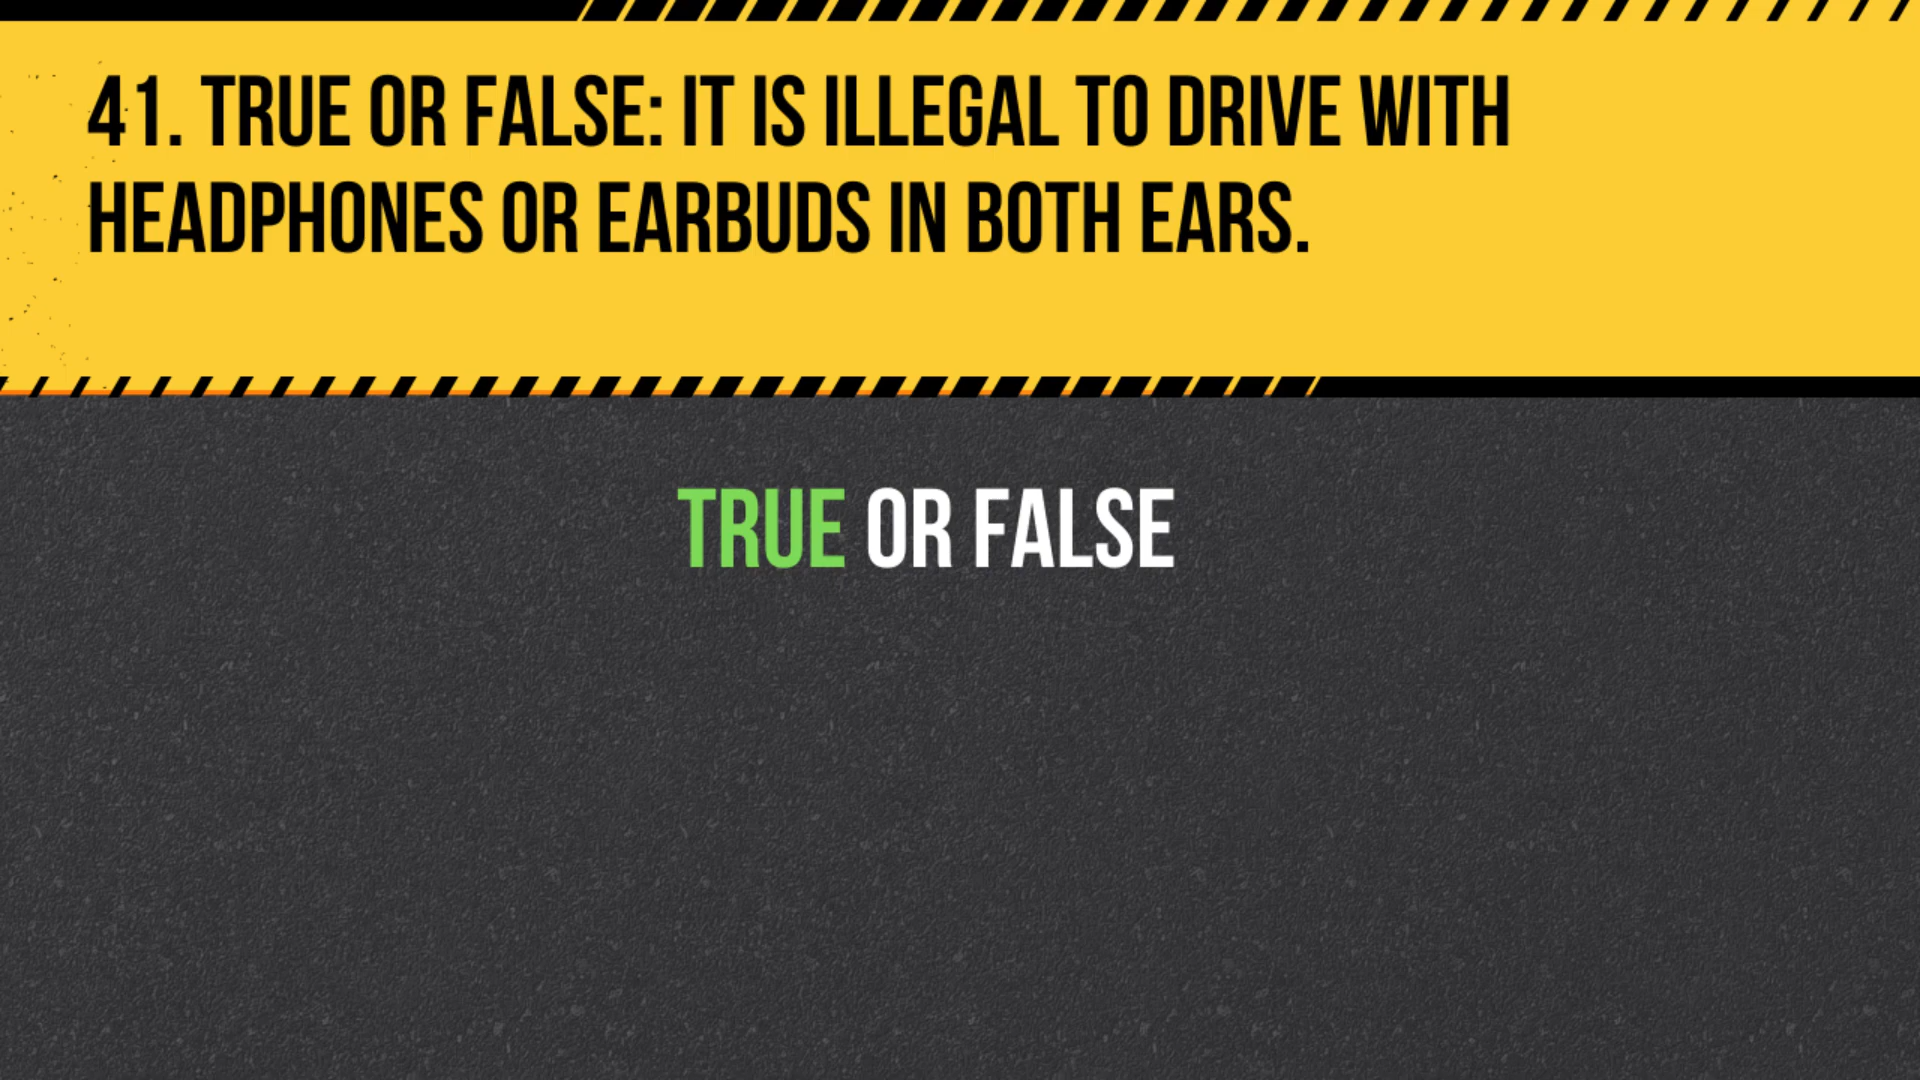 41. TRUE OR FALSE: IT IS ILLEGAL TO DRIVE WITH
HEADPHONES OR EARBUDS IN BOTH EARS.
TRUE OR FALSE